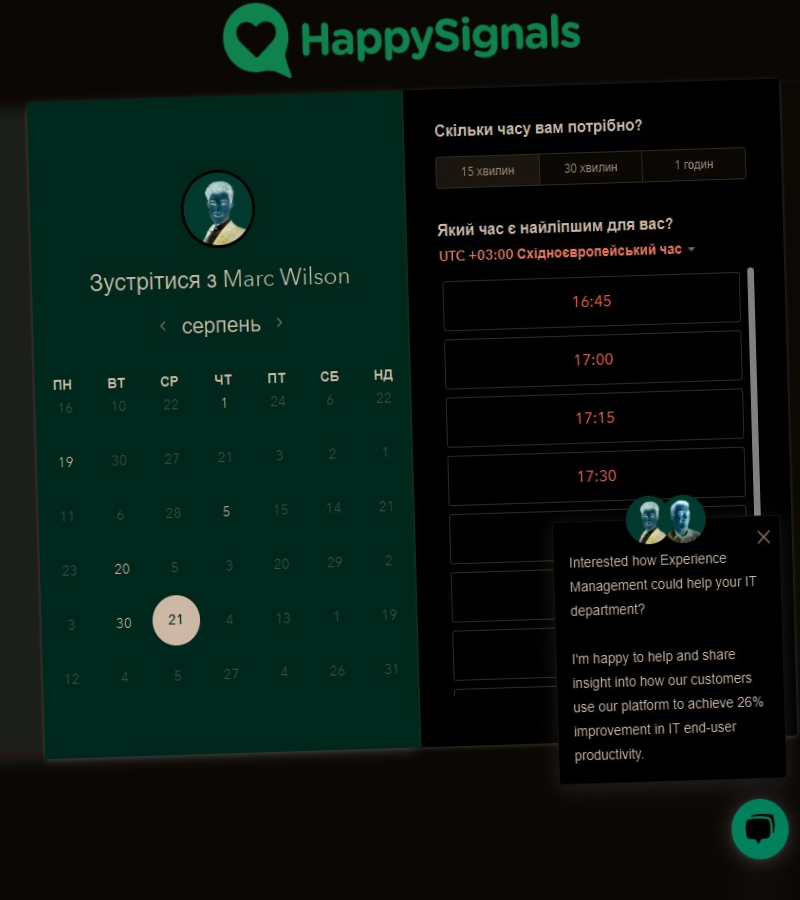 HappySignals
Зустрітися з Marc Wilson
серпень
ПН ВТ СР ЧТ ПТ СБ НД
16 10 22 1 24 6 22
19 30 27 21 3 2 1
11 6 28 5 15 14 21
23 20 5 3 20 29 2
3 30 21 4 13 1 19
12 4 5 27 4 26 31
Скільки часу вам потрібно?
15 хвилин 30 хвилин 1 годин
Який час є найліпшим для вас?
UTC +03:00 Східноєвропейський час
16:45
17:00
17:15
17:30
Interested how Experience
Management could help your IT
department?
I'm happy to help and share
insight into how our customers
use our platform to achieve 26%
improvement in IT end-user
productivity.